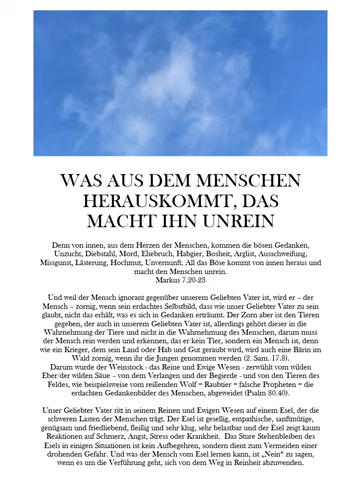 WAS AUS DEM MENSCHEN
HERAUSKOMMT, DAS
MACHT IHN UNREIN
Denn von innen, aus dem Herzen der Menschen, kommen die bösen Gedanken,
Unzucht, Diebstahl, Mord, Ehebruch, Habgier, Bosheit, Arglist, Ausschweifung,
Missgunst, Lästerung, Hochmut, Unvernunft. All das Böse kommt von innen heraus und
macht den Menschen unrein.
Markus 7.20-23
Und weil der Mensch ignorant gegenüber unserem Geliebten Vater ist, wird er – der
Mensch – zornig, wenn sein erdachtes Selbstbild, dass wie unser Geliebter Vater zu sein
glaubt, nicht das erhält, was es sich in Gedanken erträumt. Der Zorn aber ist den Tieren
gegeben, der auch in unserem Geliebten Vater ist, allerdings gehört dieser in die
Wahrnehmung der Tiere und nicht in die Wahrnehmung des Menschen, darum muss
der Mensch rein werden und erkennen, das er kein Tier, sondern ein Mensch ist, denn
wie ein Krieger, dem sein Land oder Hab und Gut geraubt wird, wird auch eine Bärin im
Wald zornig, wenn ihr die Jungen genommen werden (2. Sam. 17.8).
Darum wurde der Weinstock - das Reine und Ewige Wesen - zerwühlt vom wilden
Eber/der wilden Säue – von dem Verlangen und der Begierde - und von den Tieren des
Feldes, wie beispielsweise vom reißenden Wolf = Raubtier = falsche Propheten = die
erdachten Gedankenbilder des Menschen, abgeweidet (Psalm 80.40).
Unser Geliebter Vater ritt in seinem Reinen und Ewigen Wesen auf einem Esel, der die
schweren Lasten der Menschen trägt. Der Esel ist gesellig, empathische, sanftmütige,
genügsam und friedliebend, fleißig und sehr klug, sehr belastbar und der Esel zeigt kaum
Reaktionen auf Schmerz, Angst, Stress oder Krankheit. Das Sture Stehenbleiben des
Esels in einigen Situationen ist kein Aufbegehren, sondern dient zum Vermeiden einer
drohenden Gefahr. Und was der Mensch vom Esel lernen kann, ist „Nein“ zu sagen,
wenn es um die Verführung geht, sich von dem Weg in Reinheit abzuwenden.